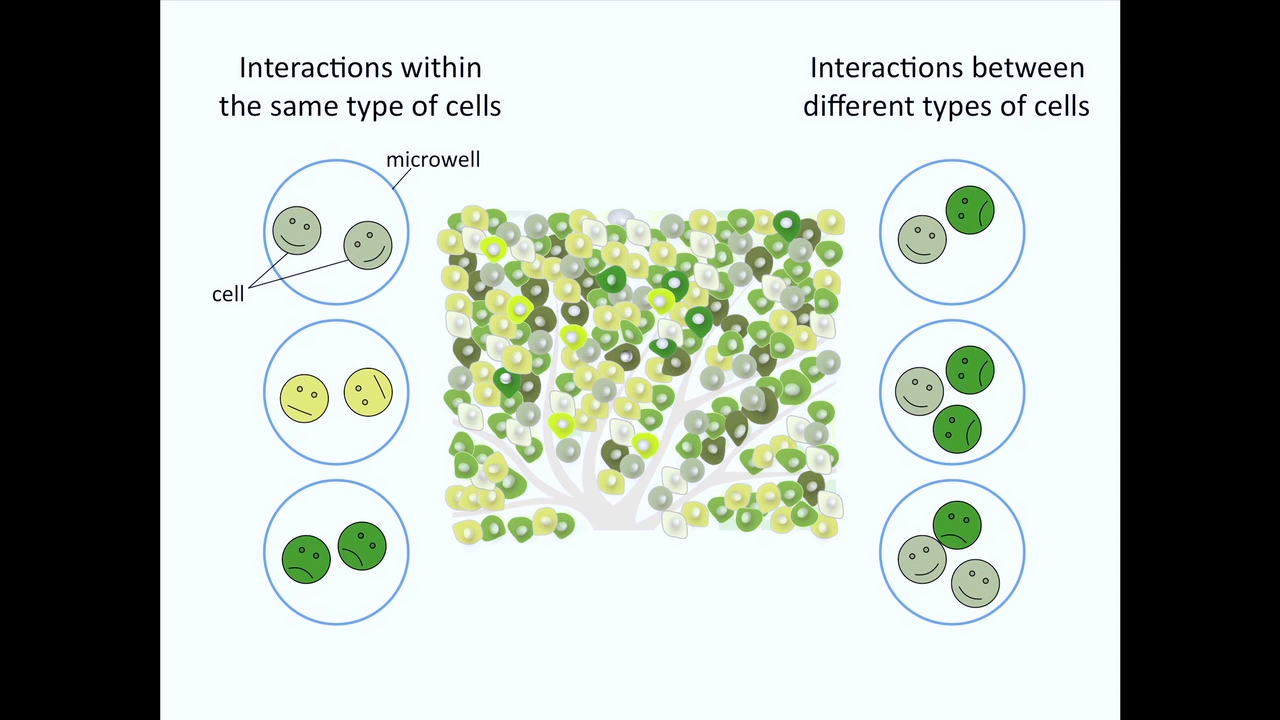 Interactions within
the same type of cells
Interactions between
different types of cells
microwell
cell